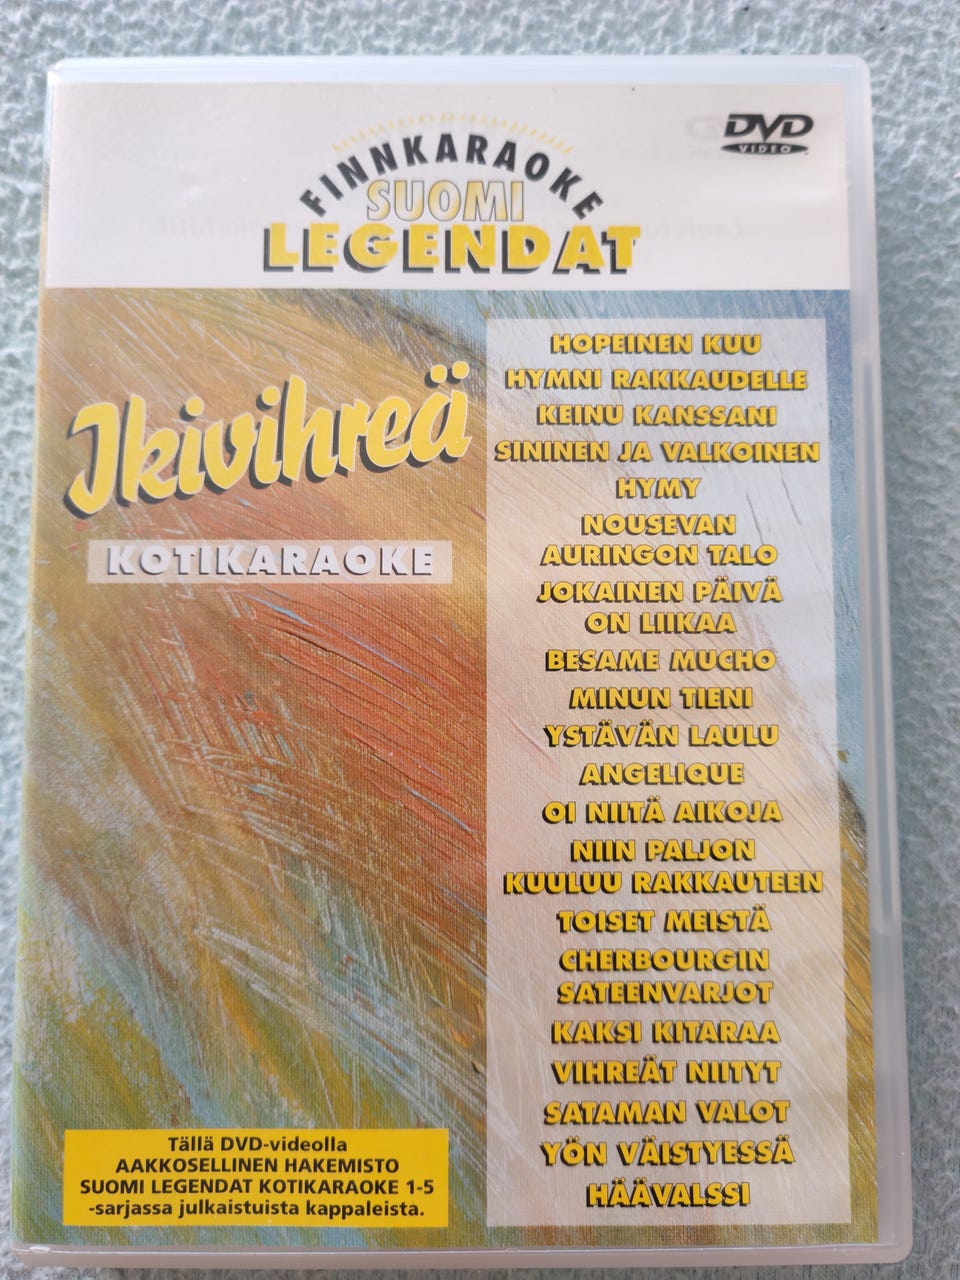 FINNKARAOKE
SUOMI
LEGENDAT
DVD
VIDEO
Ikivihreä
KOTIKARAOKE
HOPEINEN KUU
HYMNI RAKKAUDELLE
KEINU KANSSANI
SININEN JA VALKOINEN
HYMY
NOUSEVAN
AURINGON TALO
JOKAINEN PÄIVÄ
ON LIIKAA
BESAME MUCHO
MINUN TIENI
YSTÄVÄN LAULU
ANGELIQUE
OI NIITÄ AIKOJA
NIIN PALJON
KUULUU RAKKAUTEEN
TOISET MEISTÄ
CHERBOURGIN
SATEENVARJOT
KAKSI KITARAA
VIHREÄT NIITYT
SATAMAN VALOT
YÖN VÄISTYESSÄ
HÄÄVALSSI
Tällä DVD-videolla
AAKKOSELLINEN HAKEMISTO
SUOMI LEGENDAT KOTIKARAOKE 1-5
-sarjassa julkaistuista kappaleista.